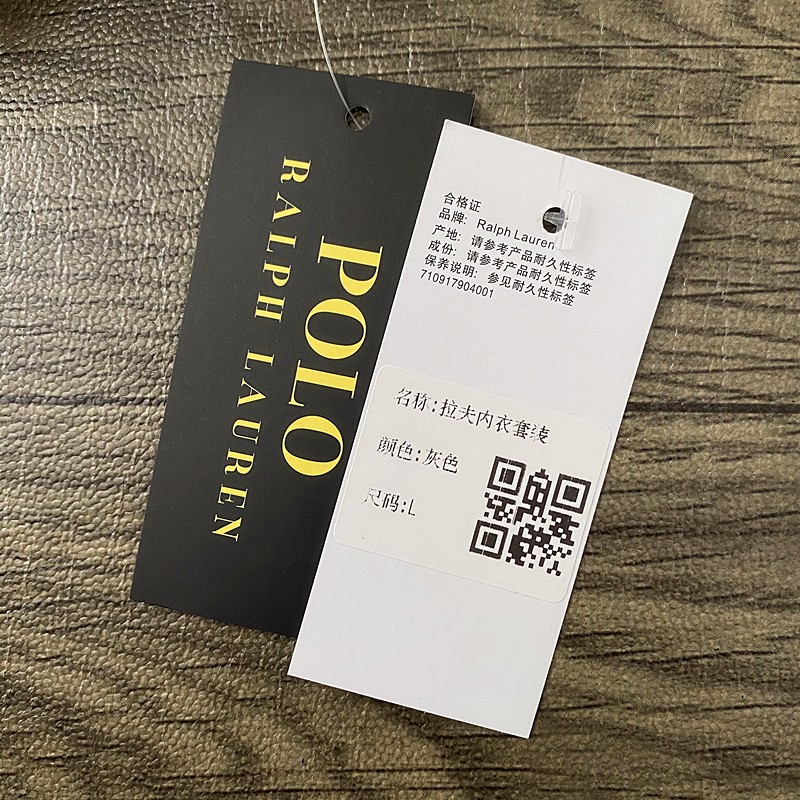 POLO
RALPH LAUREN
合格证
品牌: Ralph Lauren
产地: 请参考产品耐久性标签
成份: 请参考产品耐久性标签
保养说明: 参见耐久性标签
710917904001
名称:拉夫内衣套装
颜色:灰色
尺码:L